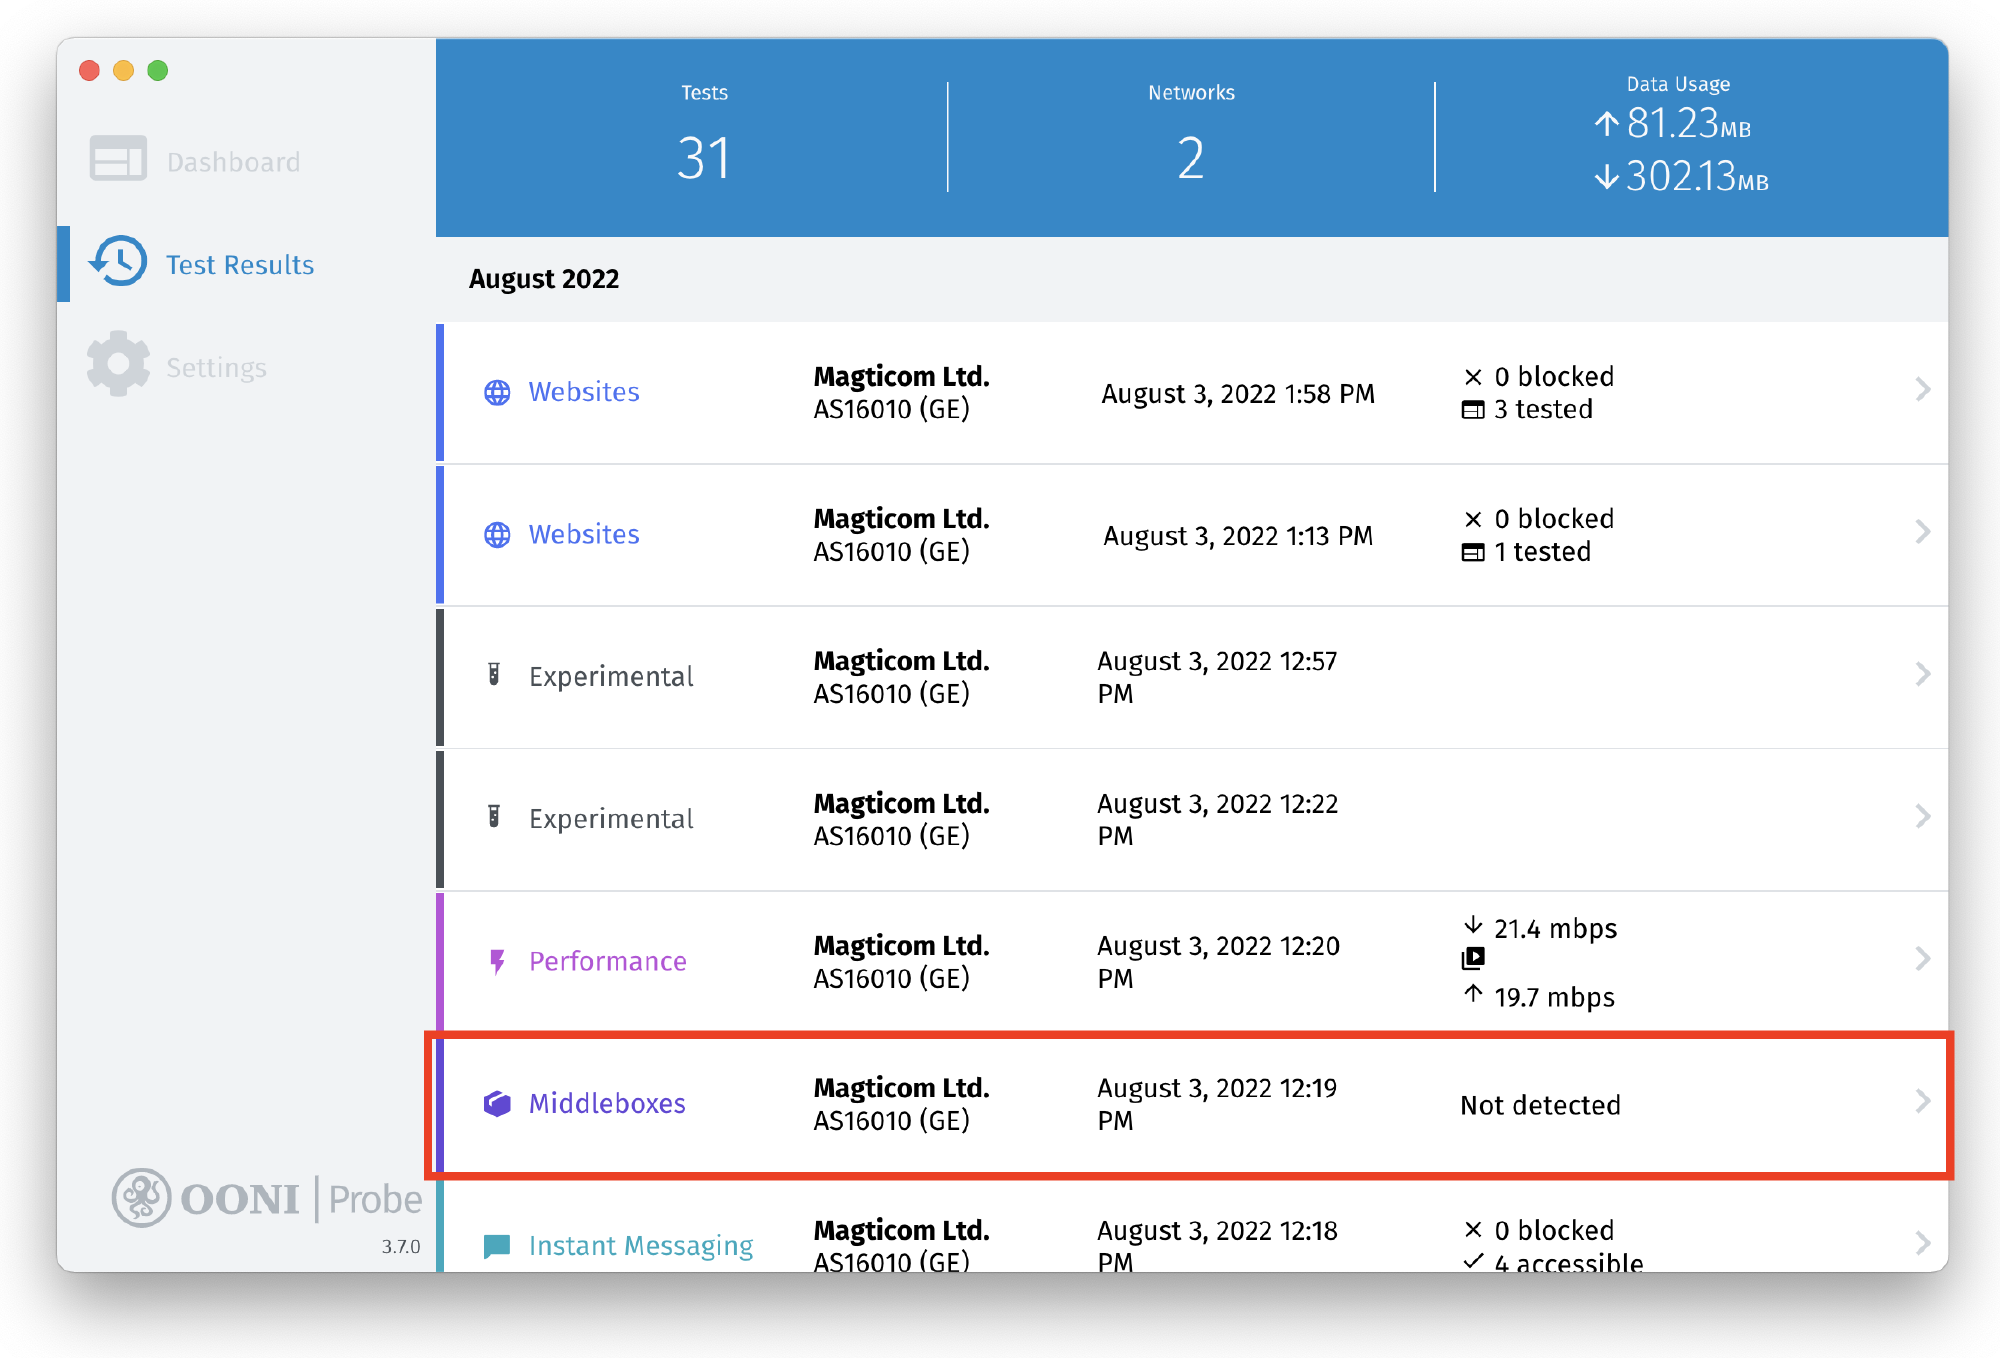 Dashboard
Test Results
Settings
OONI Probe
3.7.0
Tests
31
Networks
2
Data Usage
81.23MB
302.13MB
August 2022
Websites
Magticom Ltd.
AS16010 (GE)
August 3, 2022 1:58 PM
0 blocked
3 tested
Websites
Magticom Ltd.
AS16010 (GE)
August 3, 2022 1:13 PM
0 blocked
1 tested
Experimental
Magticom Ltd.
AS16010 (GE)
August 3, 2022 12:57
PM
Experimental
Magticom Ltd.
AS16010 (GE)
August 3, 2022 12:22
PM
Performance
Magticom Ltd.
AS16010 (GE)
August 3, 2022 12:20
PM
21.4 mbps
19.7 mbps
Middleboxes
Magticom Ltd.
AS16010 (GE)
August 3, 2022 12:19
PM
Not detected
Instant Messaging
Magticom Ltd.
AS16010 (GE)
August 3, 2022 12:18
PM
0 blocked
4 accessible